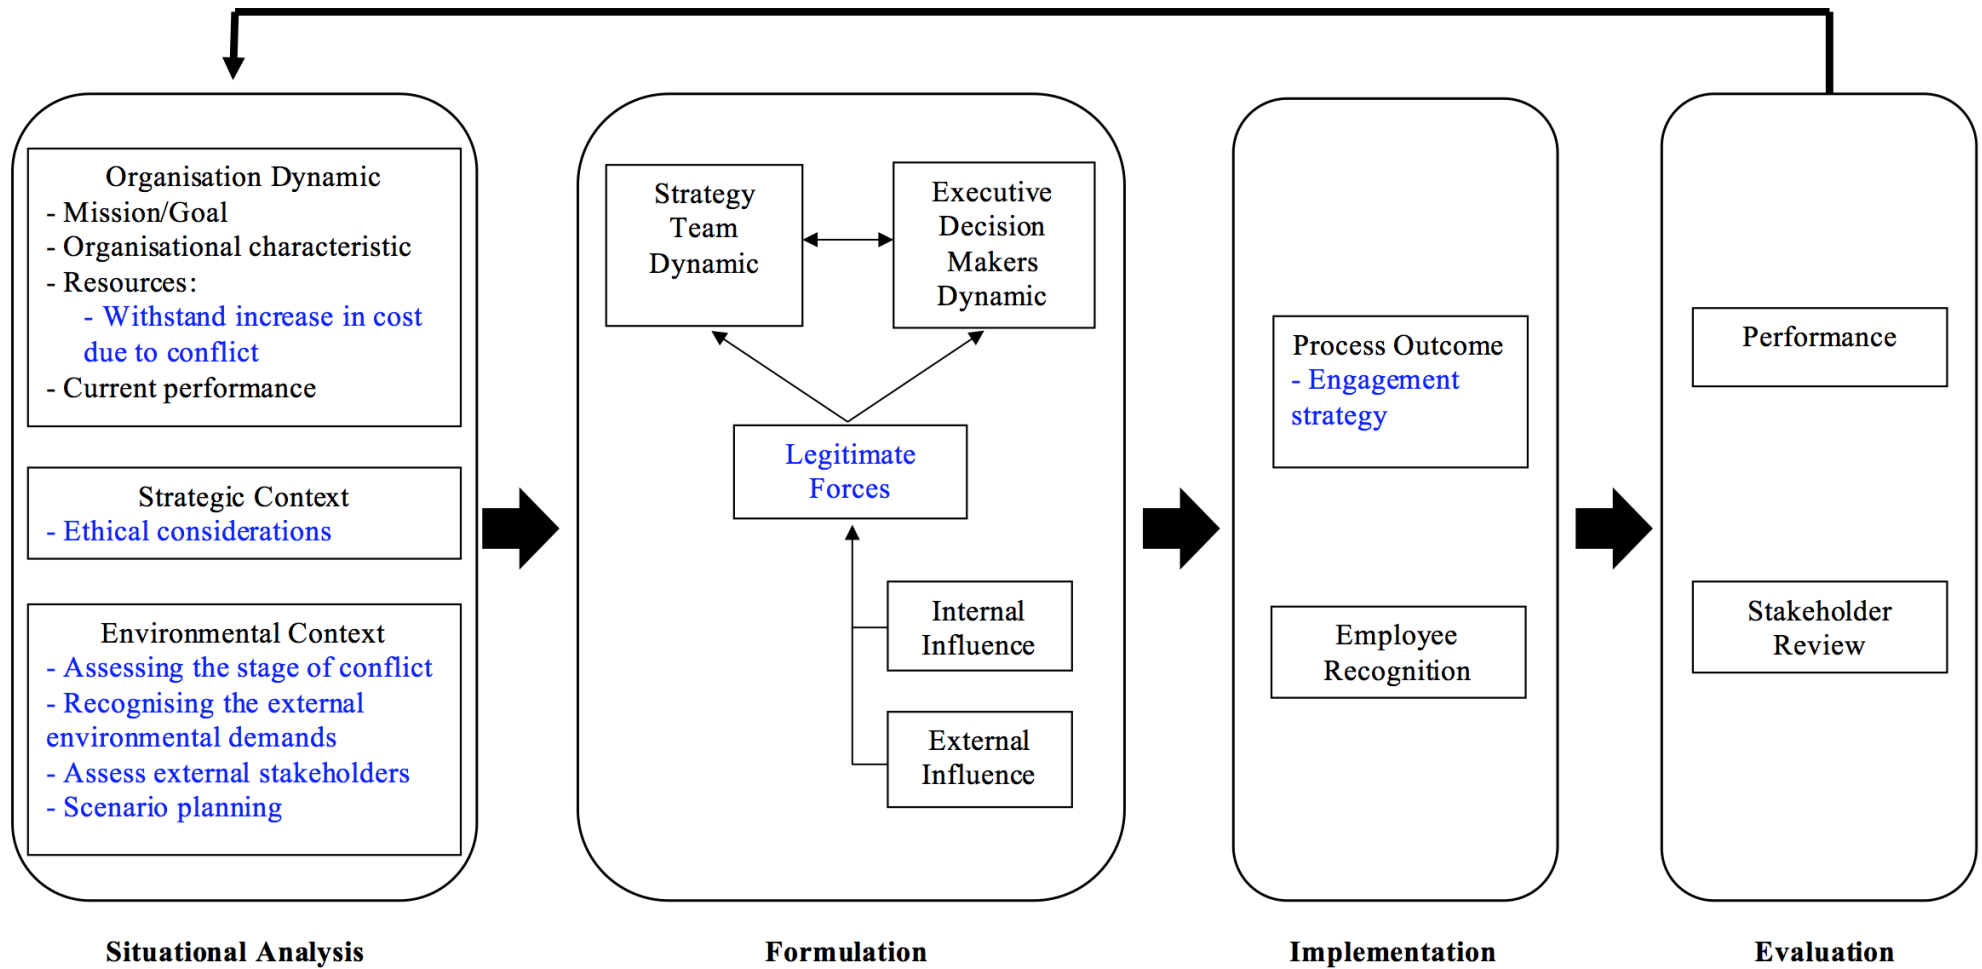 Organisation Dynamic
- Mission/Goal
- Organisational characteristic
- Resources:
- Withstand increase in cost
due to conflict
- Current performance
Strategic Context
- Ethical considerations
Environmental Context
- Assessing the stage of conflict
- Recognising the external
environmental demands
- Assess external stakeholders
- Scenario planning
Situational Analysis
Strategy
Team
Dynamic
Executive
Decision
Makers
Dynamic
Legitimate
Forces
Internal
Influence
External
Influence
Formulation
Process Outcome
- Engagement
strategy
Employee
Recognition
Implementation
Performance
Stakeholder
Review
Evaluation